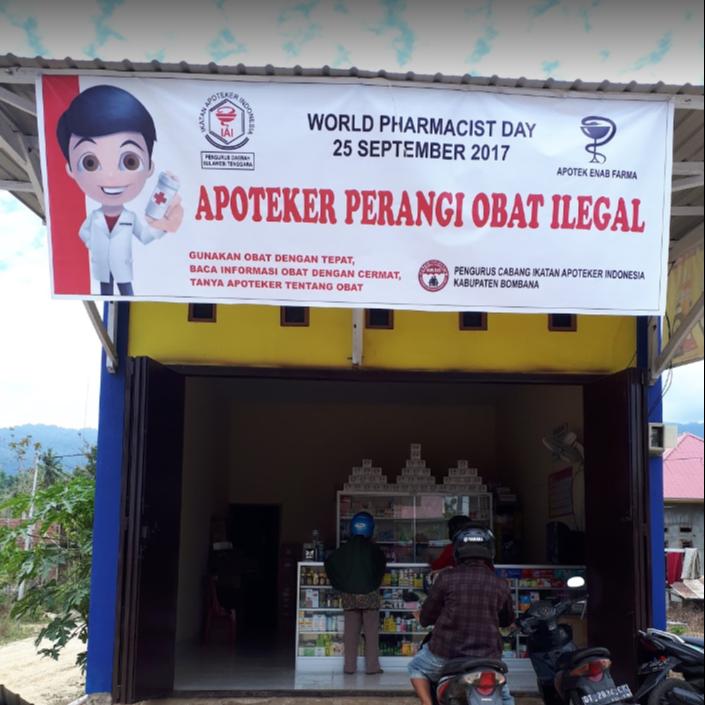 IKATAN APOTEKER INDONESIA
IAI
PENGURUS DAERAH
SULAWESI TENGGARA
WORLD PHARMACIST DAY
25 SEPTEMBER 2017
APOTEK ENAB FARMA
APOTEKER PERANGI OBAT ILEGAL
GUNAKAN OBAT DENGAN TEPAT,
BACA INFORMASI OBAT DENGAN CERMAT,
TANYA APOTEKER TENTANG OBAT
PENGURUS CABANG IKATAN APOTEKER INDONESIA
KABUPATEN BOMBANA
YAMAHA